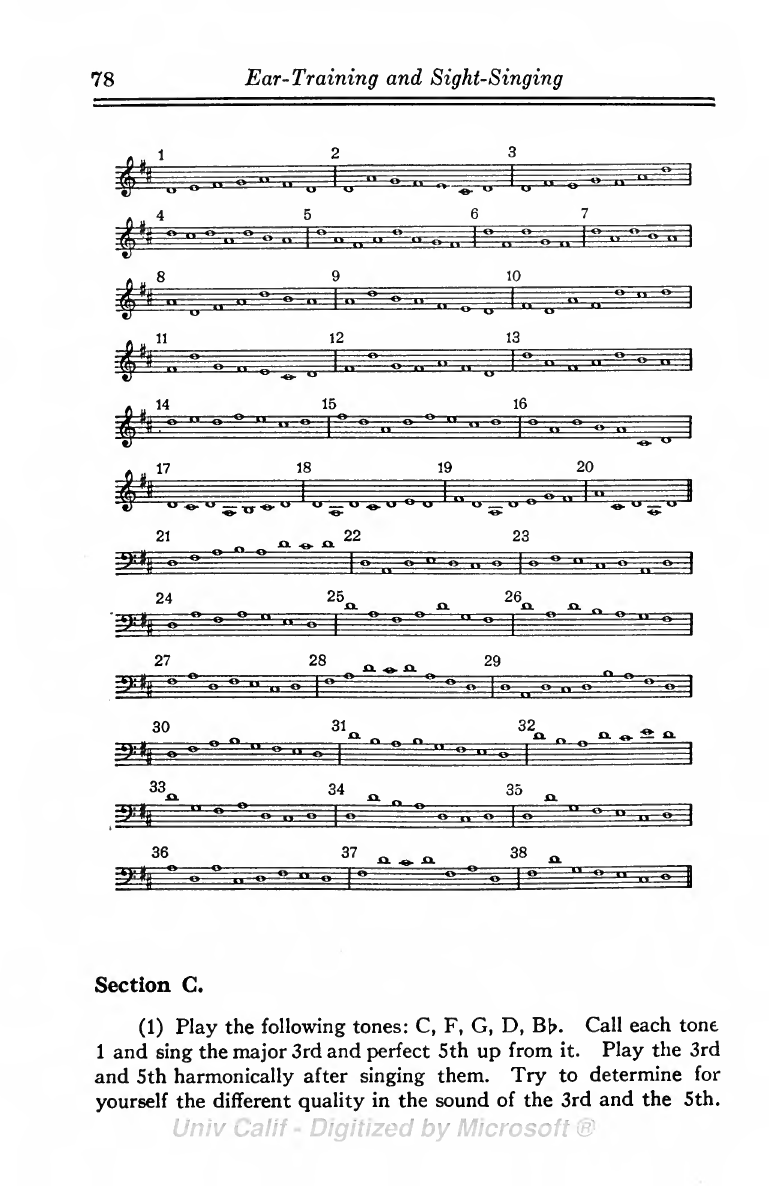 78 Ear-Training and Sight-Singing
1 2 3
4 5 6 7
8 9 10
11 12 13
14 15 16
17 18 19 20
21 22 23
24 25 26
27 28 29
30 31 32
33 34 35
36 37 38
Section C.
(1) Play the following tones: C, F, G, D, B♭. Call each tone
1 and sing the major 3rd and perfect 5th up from it. Play the 3rd
and 5th harmonically after singing them. Try to determine for
yourself the different quality in the sound of the 3rd and the 5th.
Univ Calif - Digitized by Microsoft ®